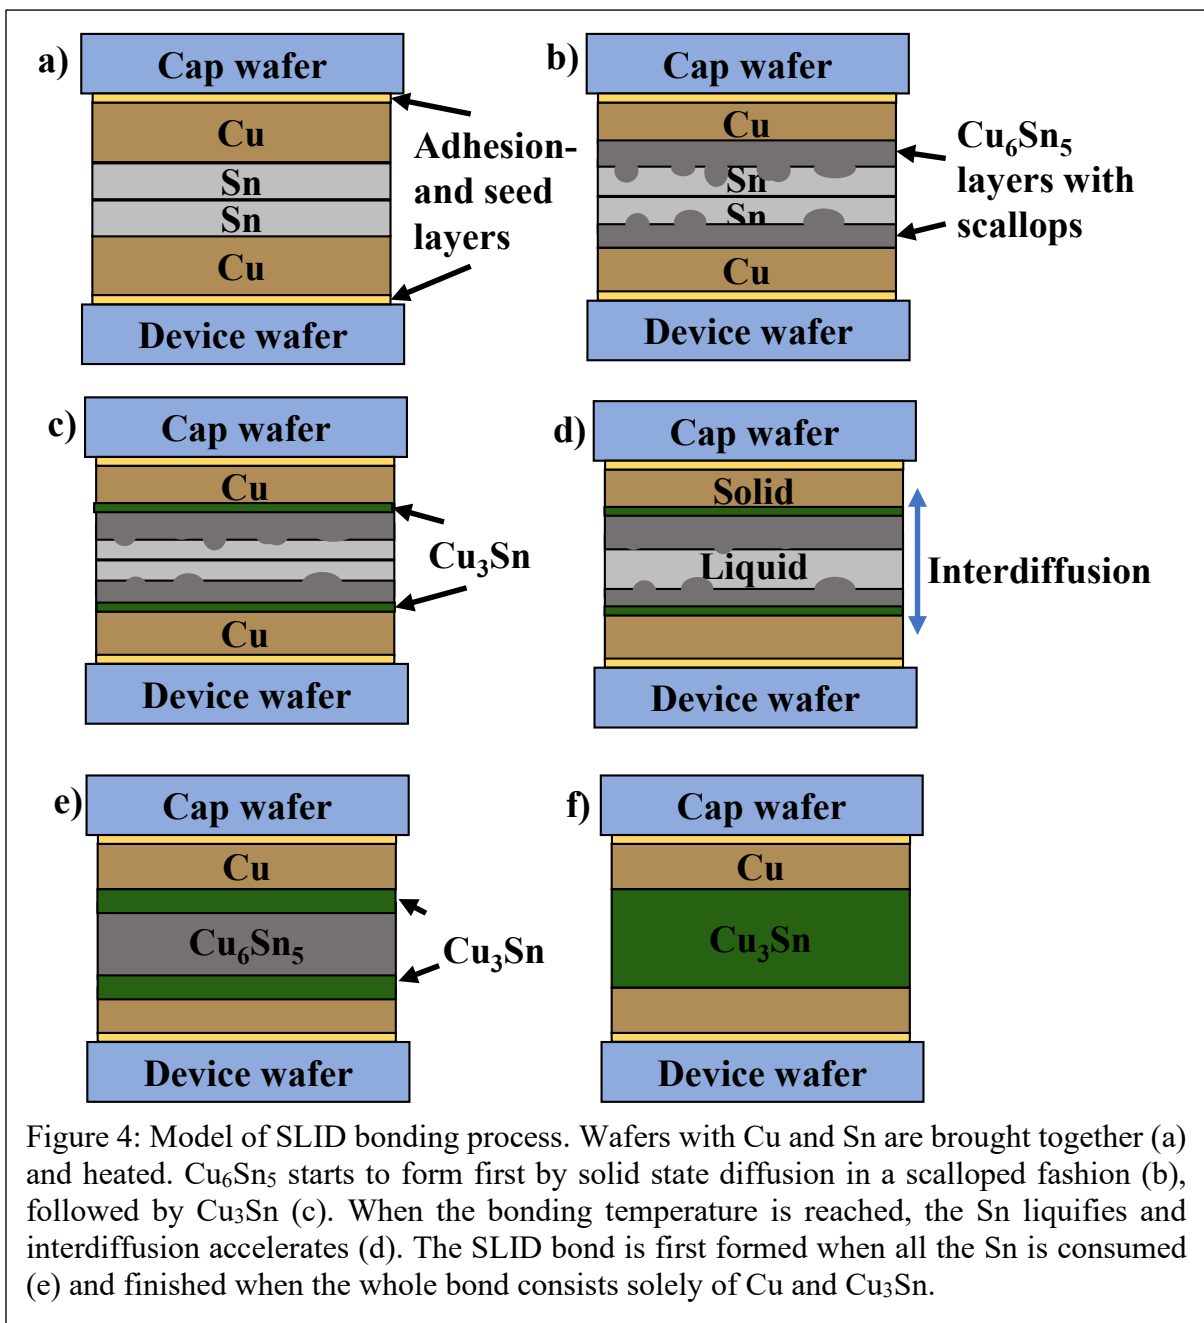 a)
Cap wafer
Cu
Sn
Sn
Cu
Device wafer
Adhesion-
and seed
layers
b)
Cap wafer
Cu
Sn
Sn
Cu
Device wafer
Cu₆Sn₅
layers with
scallops
c)
Cap wafer
Cu
Cu
Device wafer
Cu₃Sn
d)
Cap wafer
Solid
Liquid
Device wafer
Interdiffusion
e)
Cap wafer
Cu
Cu₆Sn₅
Device wafer
Cu₃Sn
f)
Cap wafer
Cu
Cu₃Sn
Device wafer
Figure 4: Model of SLID bonding process. Wafers with Cu and Sn are brought together (a)
and heated. Cu₆Sn₅ starts to form first by solid state diffusion in a scalloped fashion (b),
followed by Cu₃Sn (c). When the bonding temperature is reached, the Sn liquifies and
interdiffusion accelerates (d). The SLID bond is first formed when all the Sn is consumed
(e) and finished when the whole bond consists solely of Cu and Cu₃Sn.